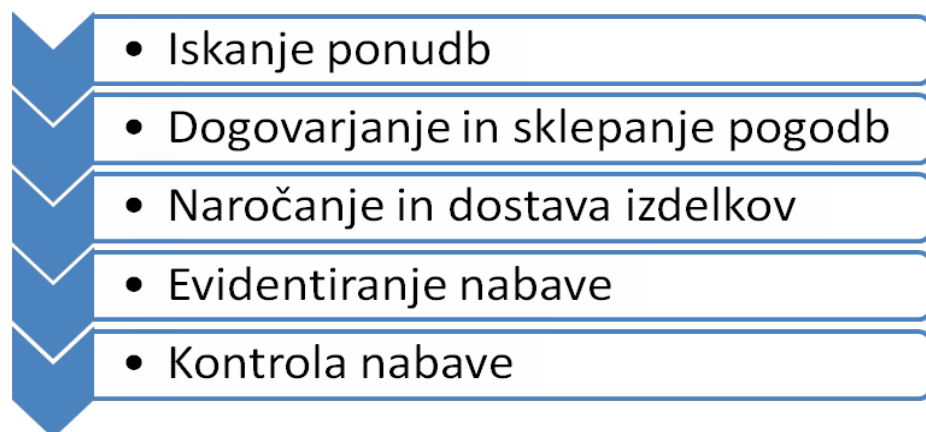 • Iskanje ponudb
• Dogovarjanje in sklepanje pogodb
• Naročanje in dostava izdelkov
• Evidentiranje nabave
• Kontrola nabave